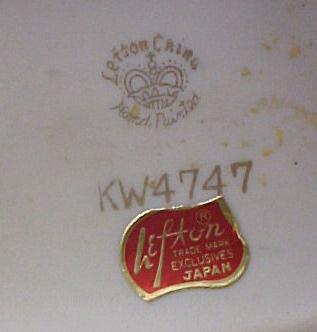 Lefton China
Hand Painted
KW4747
Lefton ®
TRADE MARK
EXCLUSIVES
JAPAN